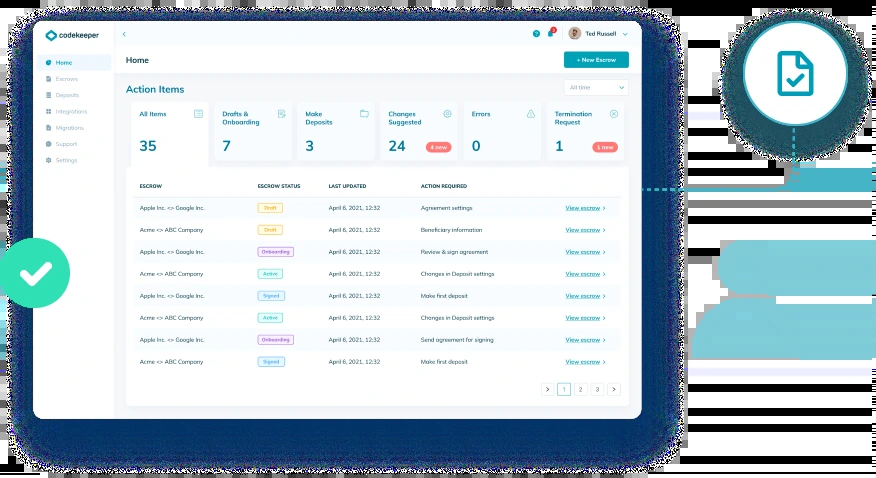 codekeeper
Ted Russell
Home
Home
+ New Escrow
Escrows
Deposits
Integrations
Migrations
Support
Settings
Action Items
All time
All Items
35
Drafts &
Onboarding
7
Make
Deposits
3
Changes
Suggested
24
4 new
Errors
0
Termination
Request
1
1 new
ESCROW ESCROW STATUS LAST UPDATED ACTION REQUIRED
Apple Inc. <> Google Inc. Draft April 6, 2021, 12:32 Agreement settings View escrow >
Acme <> ABC Company Draft April 6, 2021, 12:32 Beneficiary information View escrow >
Apple Inc. <> Google Inc. Onboarding April 6, 2021, 12:32 Review & sign agreement View escrow >
Acme <> ABC Company Active April 6, 2021, 12:32 Changes in Deposit settings View escrow >
Apple Inc. <> Google Inc. Signed April 6, 2021, 12:32 Make first deposit View escrow >
Acme <> ABC Company Active April 6, 2021, 12:32 Changes in Deposit settings View escrow >
Apple Inc. <> Google Inc. Onboarding April 6, 2021, 12:32 Send agreement for signing View escrow >
Acme <> ABC Company Signed April 6, 2021, 12:32 Make first deposit View escrow >
> 1 2 3 >